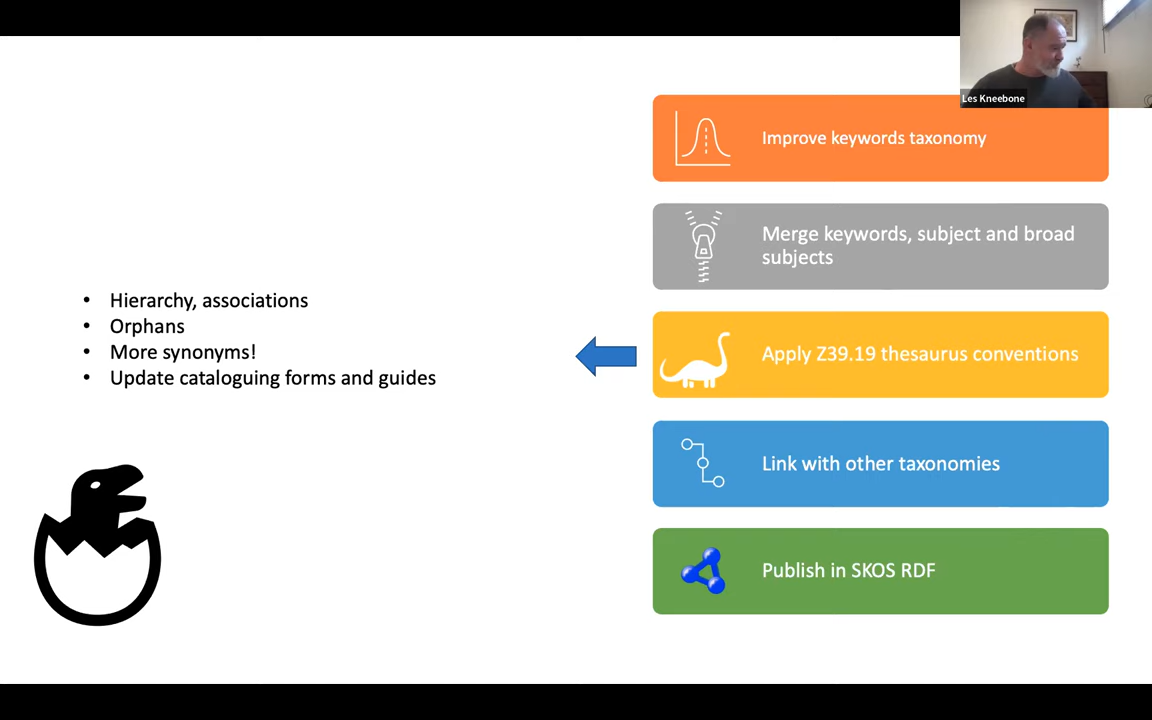 Les Kneebone
Improve keywords taxonomy
Merge keywords, subject and broad
subjects
• Hierarchy, associations
• Orphans
• More synonyms!
• Update cataloguing forms and guides
Apply Z39.19 thesaurus conventions
Link with other taxonomies
Publish in SKOS RDF